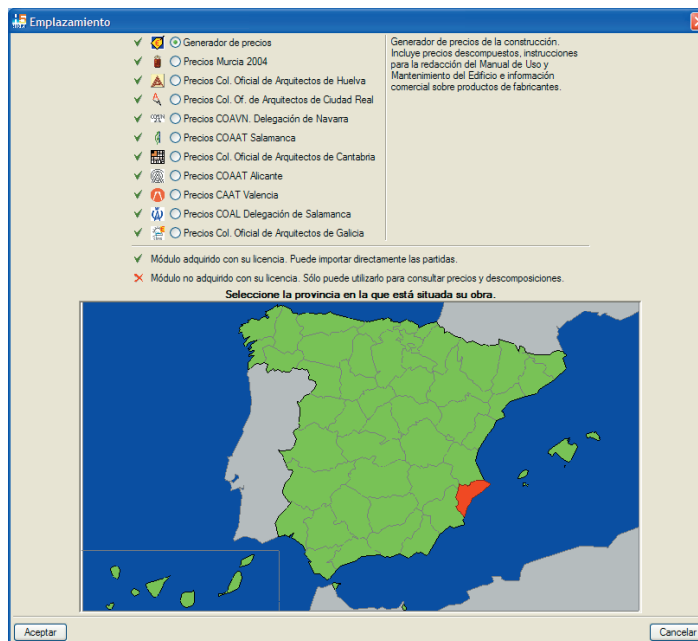 Emplazamiento
Generador de precios
Precios Murcia 2004
Precios Col. Oficial de Arquitectos de Huelva
Precios Col. Of. de Arquitectos de Ciudad Real
Precios COAVN. Delegación de Navarra
Precios COAAT Salamanca
Precios Col. Oficial de Arquitectos de Cantabria
Precios COAAT Alicante
Precios CAAT Valencia
Precios COAL Delegación de Salamanca
Precios Col. Oficial de Arquitectos de Galicia
Generador de precios de la construcción.
Incluye precios descompuestos, instrucciones
para la redacción del Manual de Uso y
Mantenimiento del Edificio e información
comercial sobre productos de fabricantes.
Módulo adquirido con su licencia. Puede importar directamente las partidas.
Módulo no adquirido con su licencia. Sólo puede utilizarlo para consultar precios y descomposiciones.
Seleccione la provincia en la que está situada su obra.
Aceptar
Cancelar